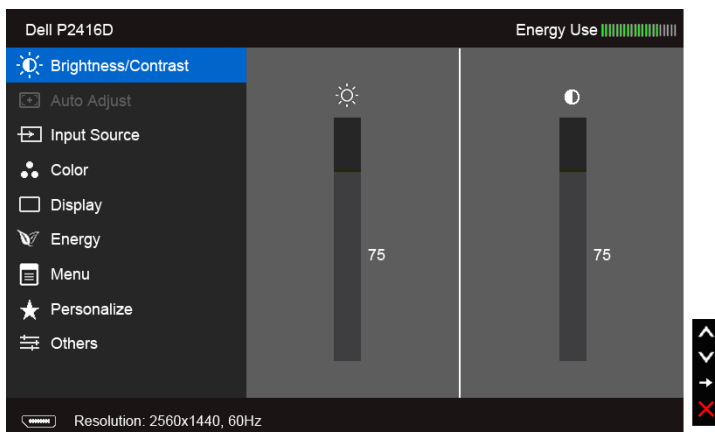 Dell P2416D
Energy Use
Brightness/Contrast
Auto Adjust
Input Source
Color
Display
Energy
Menu
Personalize
Others
75
75
Resolution: 2560x1440, 60Hz